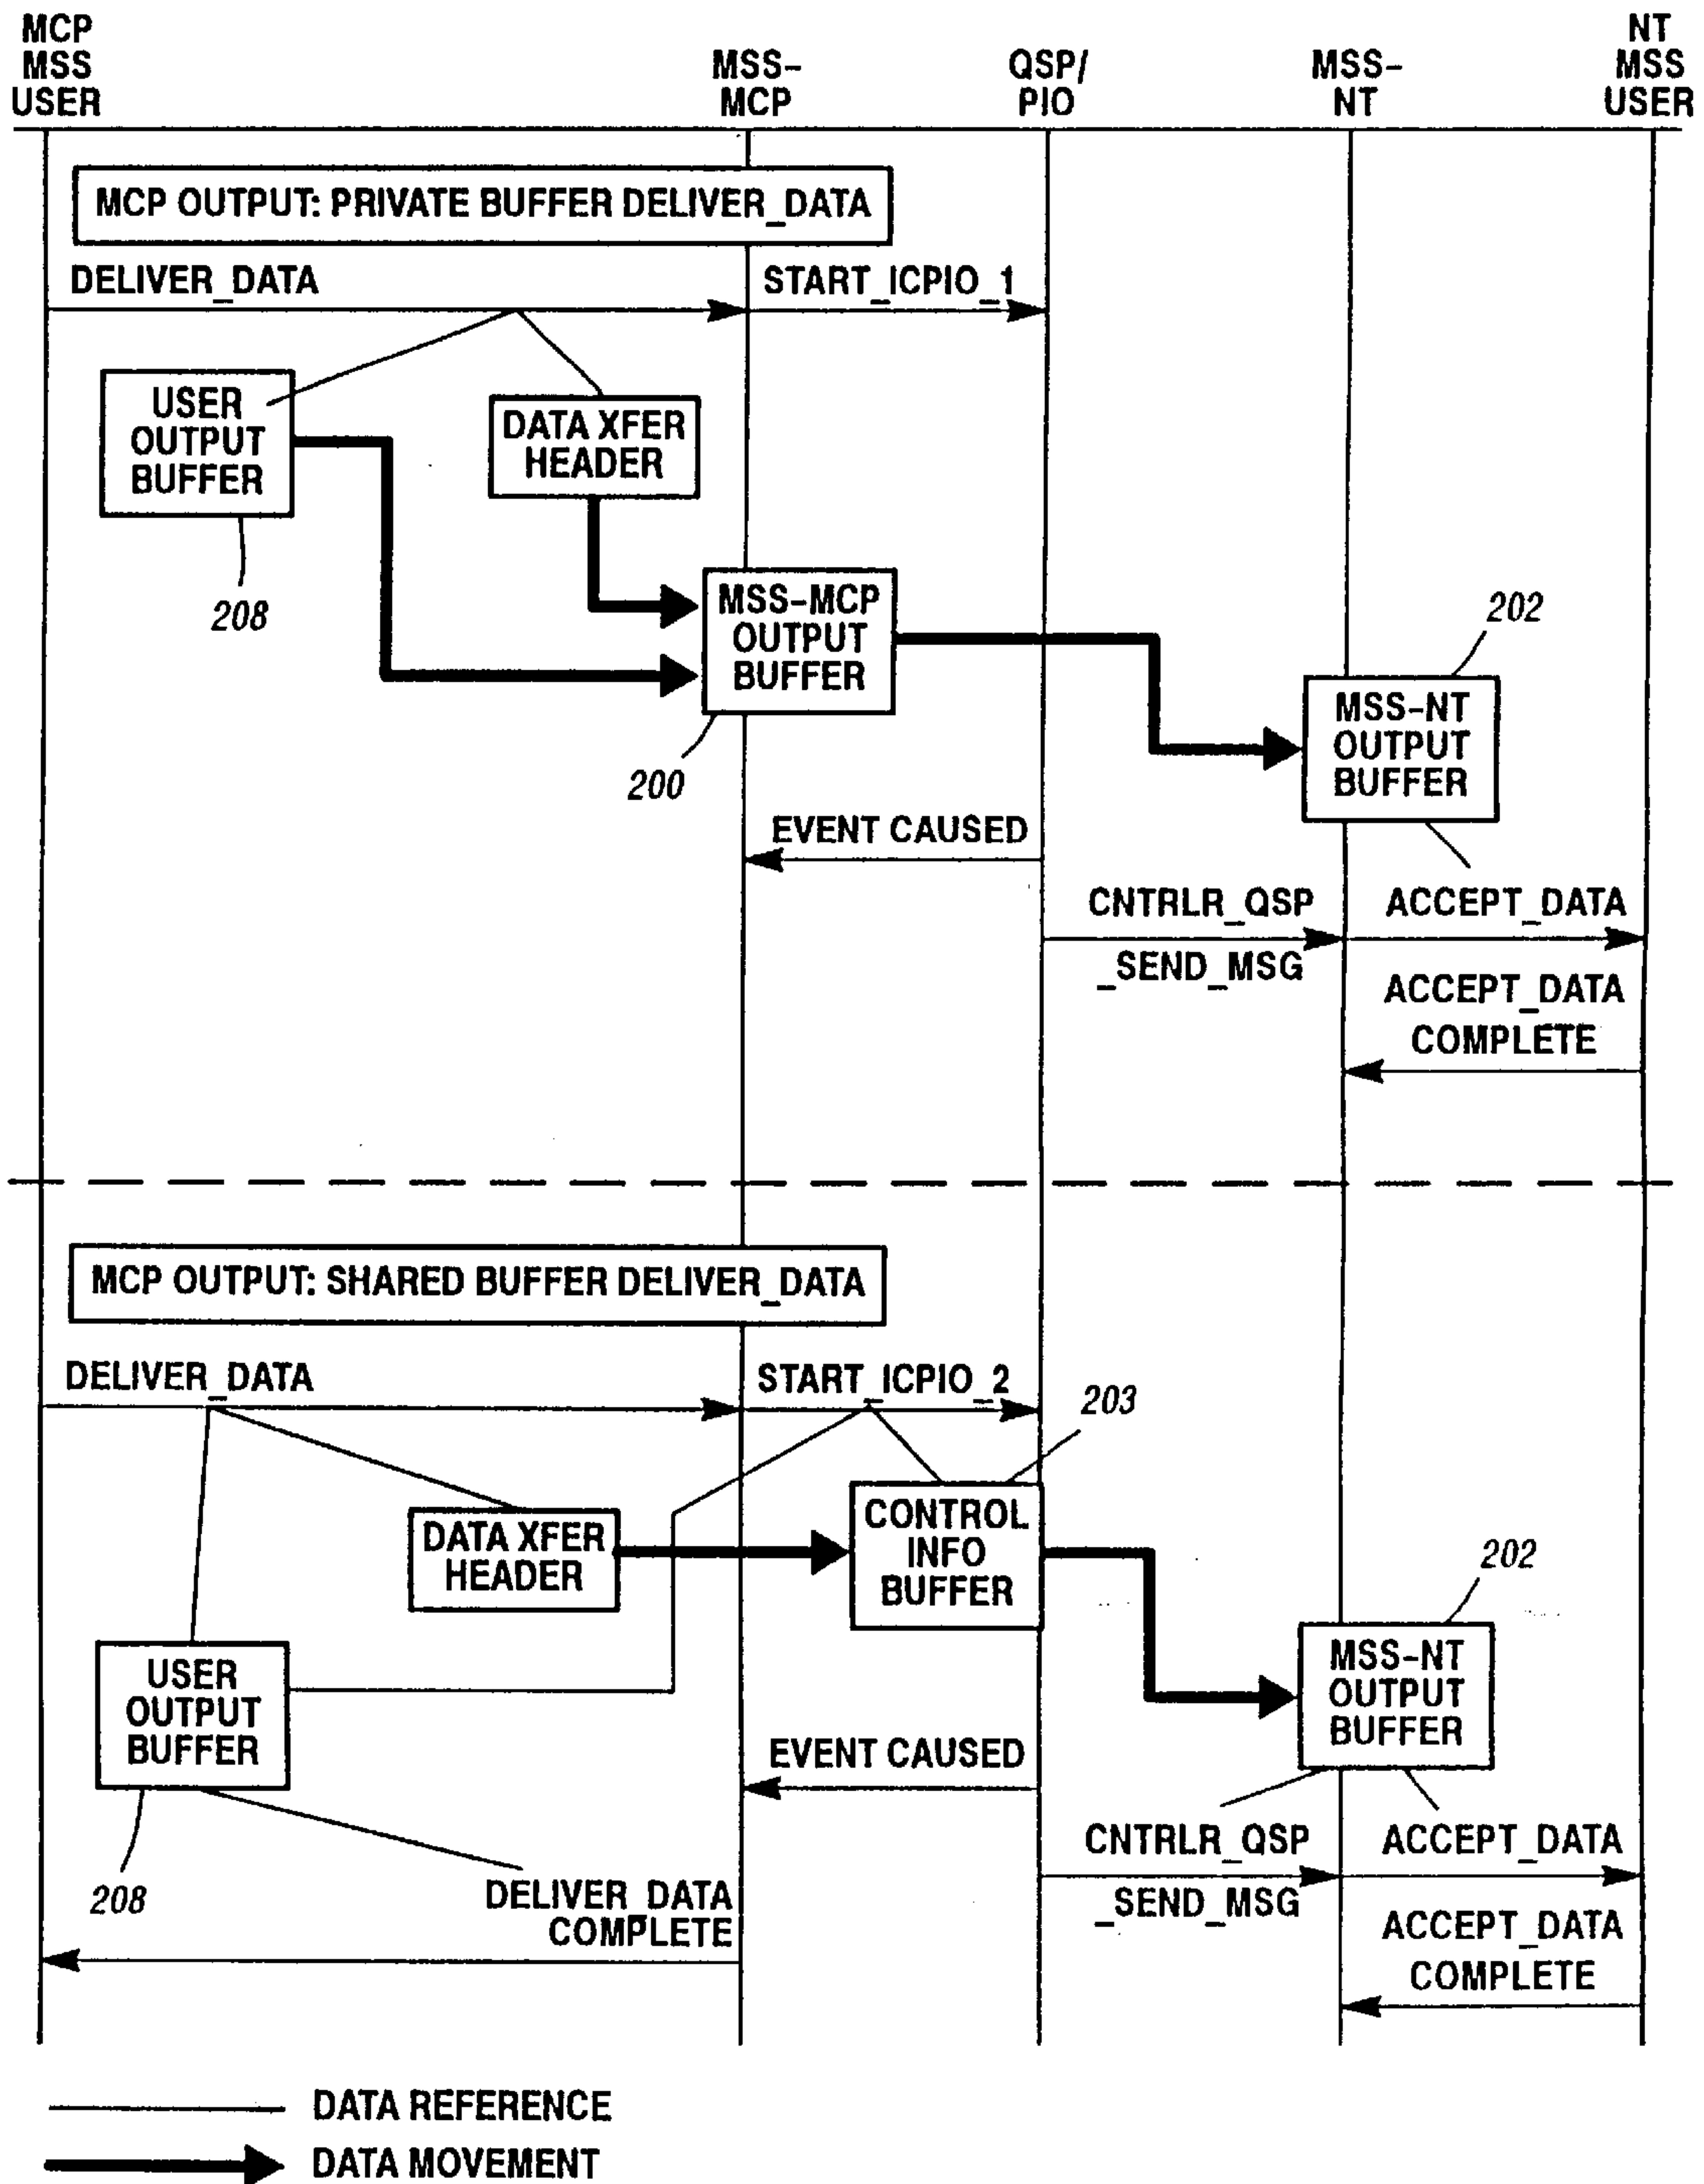 MCP
MSS
USER
MSS-
MCP
QSP/
PIO
MSS-
NT
NT
MSS
USER
MCP OUTPUT: PRIVATE BUFFER DELIVER_DATA
DELIVER_DATA
START_ICPIO_1
USER
OUTPUT
BUFFER
208
DATA XFER
HEADER
MSS-MCP
OUTPUT
BUFFER
200
202
MSS-NT
OUTPUT
BUFFER
EVENT CAUSED
CNTRLR_QSP
_SEND_MSG
ACCEPT_DATA
ACCEPT_DATA
COMPLETE
MCP OUTPUT: SHARED BUFFER DELIVER_DATA
DELIVER_DATA
START_ICPIO_2
203
DATA XFER
HEADER
CONTROL
INFO
BUFFER
202
USER
OUTPUT
BUFFER
208
MSS-NT
OUTPUT
BUFFER
EVENT CAUSED
CNTRLR_QSP
_SEND_MSG
ACCEPT_DATA
DELIVER_DATA
COMPLETE
ACCEPT_DATA
COMPLETE
DATA REFERENCE
DATA MOVEMENT